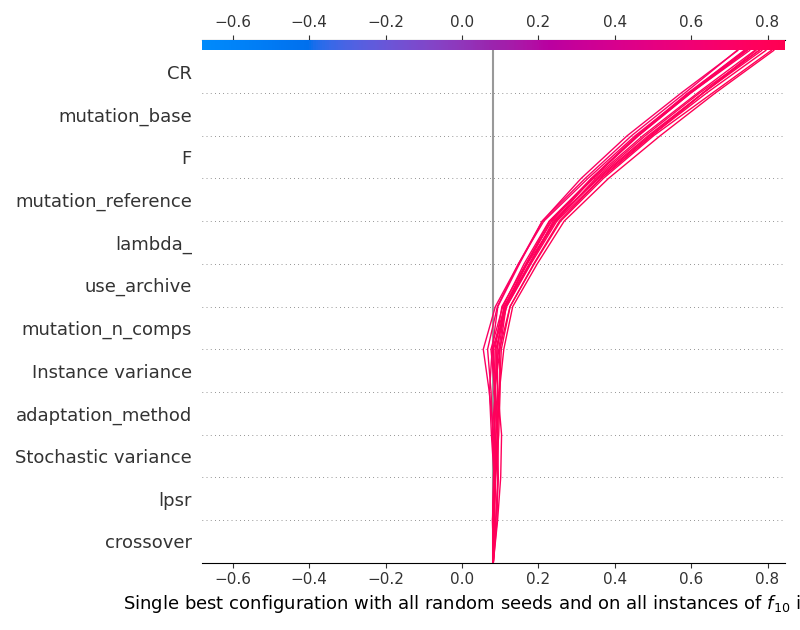 −0.6 −0.4 −0.2 0.0 0.2 0.4 0.6 0.8
CR
mutation_base
F
mutation_reference
lambda_
use_archive
mutation_n_comps
Instance variance
adaptation_method
Stochastic variance
lpsr
crossover
−0.6 −0.4 −0.2 0.0 0.2 0.4 0.6 0.8
Single best configuration with all random seeds and on all instances of f₁₀ i